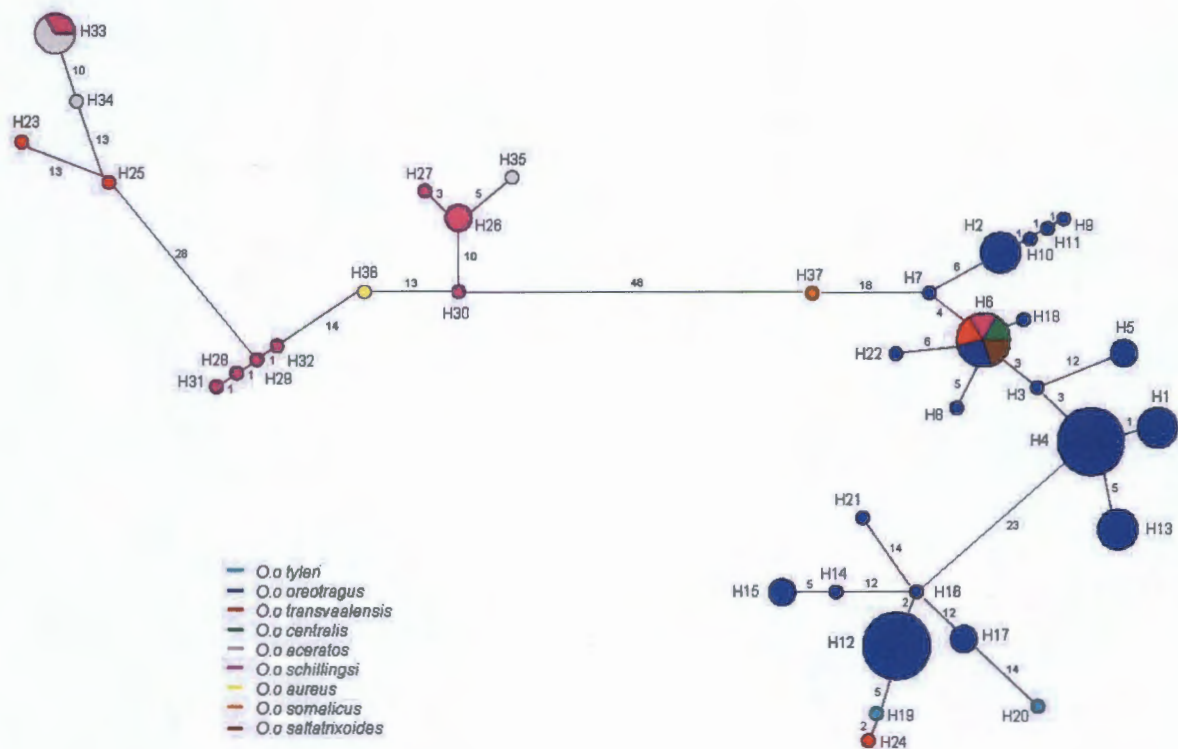 H33
10
H34
H23
13
13
H25
H35
H27
3
5
H26
H2
1
1
1
H9
H11
H10
28
10
6
H36
H37
H7
13
48
18
H30
14
4
H6
H18
H5
H32
H22
6
12
H28
1
3
H29
H31
1
1
5
H3
3
H1
H8
H4
1
5
H21
23
H13
14
O.o tyleri
H14
O.o oreotragus
H15
5
12
H16
O.o transvaalensis
2
12
O.o centralis
H12
H17
O.o aceratos
O.o schillingsi
14
O.o aureus
5
O.o somalicus
H19
H20
O.o saltatrixoides
2
H24